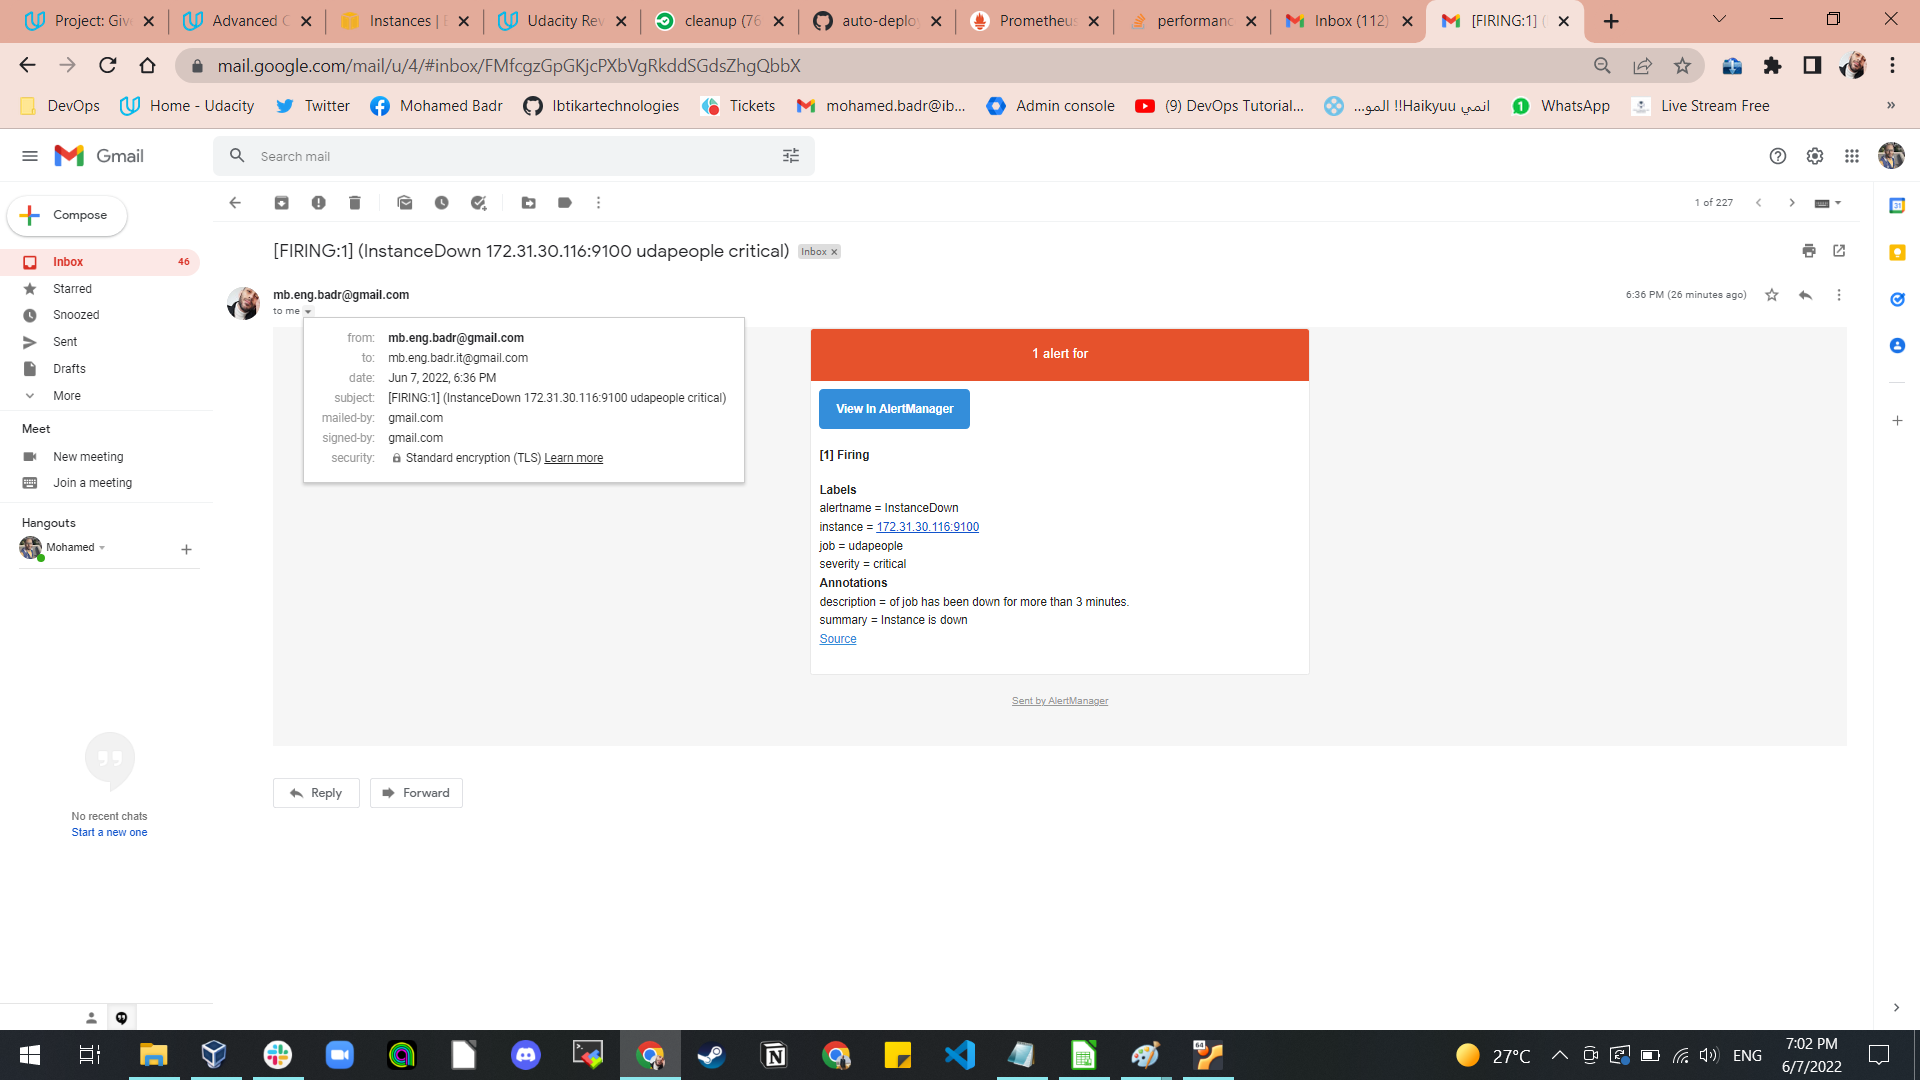 Project: Giv
Advanced C
Instances | E
Udacity Rev
cleanup (76
auto-deploy
Prometheus
performanc
Inbox (112)
[FIRING:1] (
mail.google.com/mail/u/4/#inbox/FMfcgzGpGKjcPXbVgRkddSGdsZhgQbbX
DevOps
Home - Udacity
Twitter
Mohamed Badr
Ibtikartechnologies
Tickets
mohamed.badr@ib...
Admin console
(9) DevOps Tutorial...
انمي Haikyuu!! المو...
WhatsApp
Live Stream Free
»
Gmail
Search mail
Compose
1 of 227
[FIRING:1] (InstanceDown 172.31.30.116:9100 udapeople critical)
Inbox
Inbox 46
Starred
Snoozed
Sent
Drafts
More
Meet
New meeting
Join a meeting
Hangouts
Mohamed
No recent chats
Start a new one
mb.eng.badr@gmail.com
6:36 PM (26 minutes ago)
to me
from: mb.eng.badr@gmail.com
to: mb.eng.badr.it@gmail.com
date: Jun 7, 2022, 6:36 PM
subject: [FIRING:1] (InstanceDown 172.31.30.116:9100 udapeople critical)
mailed-by: gmail.com
signed-by: gmail.com
security: Standard encryption (TLS) Learn more
1 alert for
View In AlertManager
[1] Firing
Labels
alertname = InstanceDown
instance = 172.31.30.116:9100
job = udapeople
severity = critical
Annotations
description = of job has been down for more than 3 minutes.
summary = Instance is down
Source
Sent by AlertManager
Reply
Forward
27°C
ENG
7:02 PM
6/7/2022